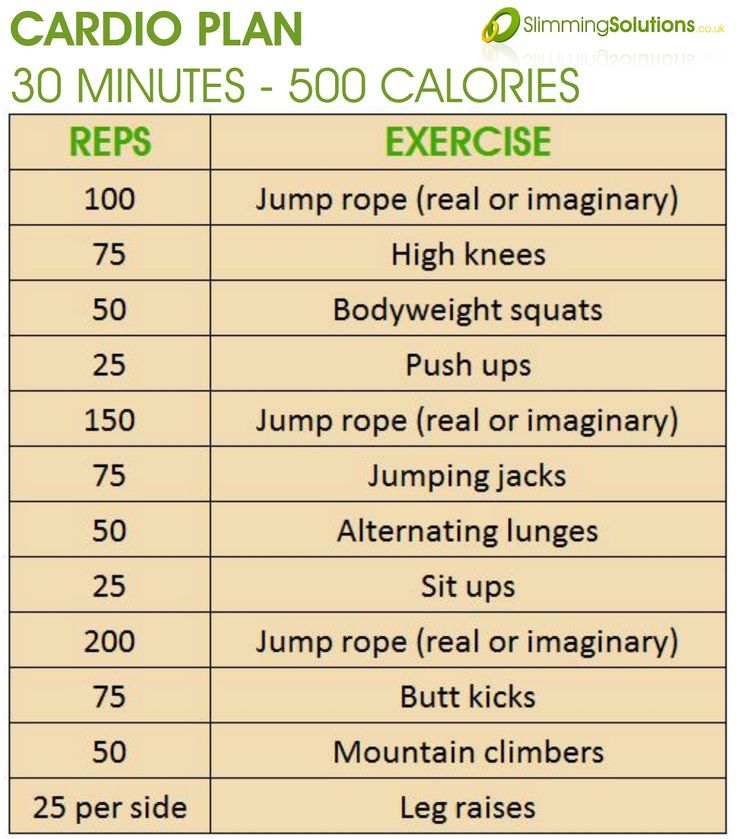 CARDIO PLAN
SlimmingSolutions.co.uk
30 MINUTES - 500 CALORIES
REPS EXERCISE
100 Jump rope (real or imaginary)
75 High knees
50 Bodyweight squats
25 Push ups
150 Jump rope (real or imaginary)
75 Jumping jacks
50 Alternating lunges
25 Sit ups
200 Jump rope (real or imaginary)
75 Butt kicks
50 Mountain climbers
25 per side Leg raises